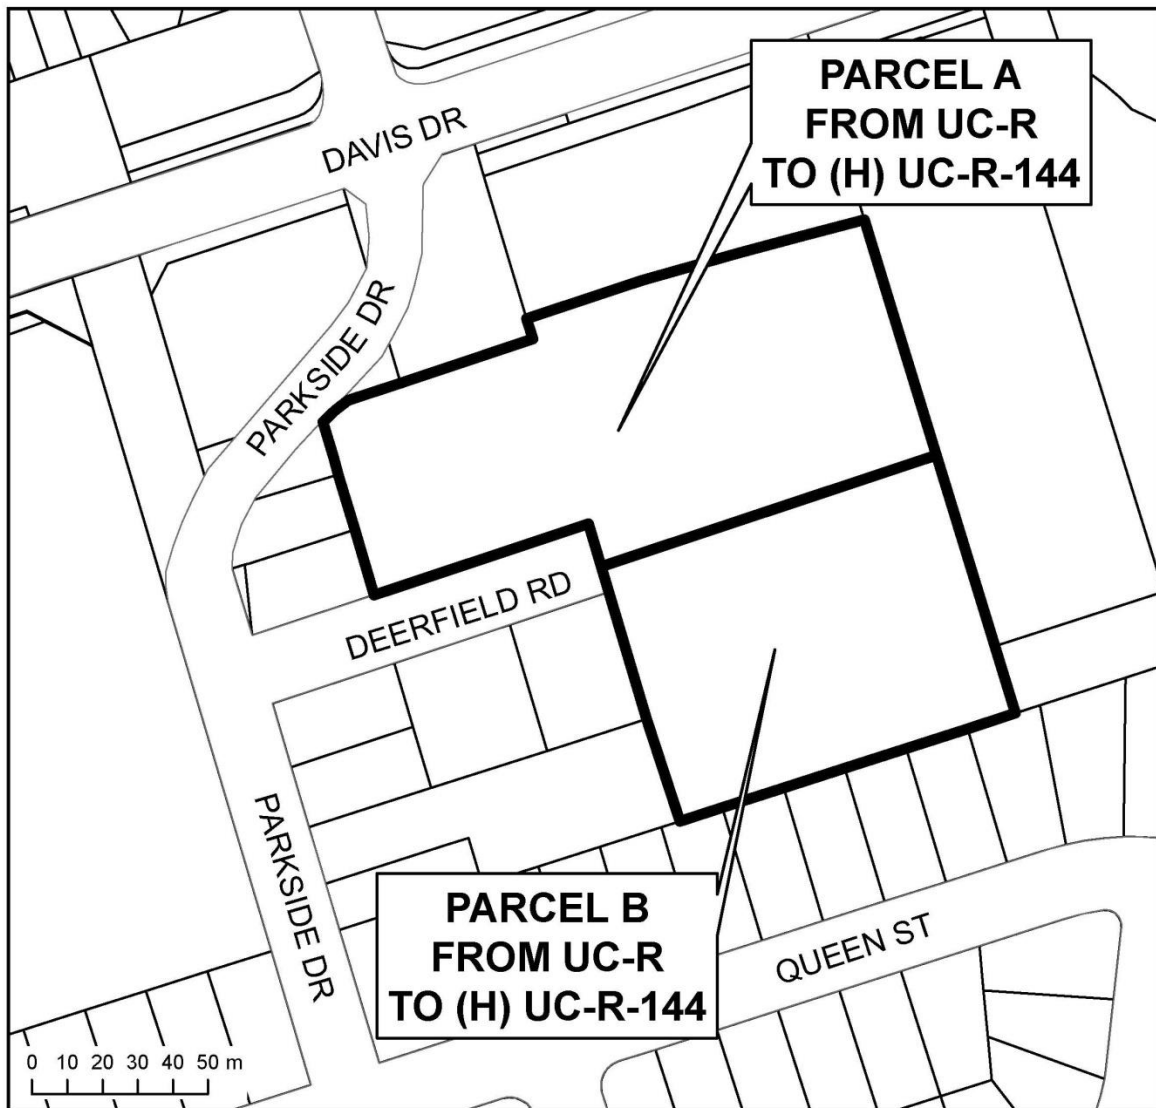 PARCEL A
FROM UC-R
TO (H) UC-R-144
DAVIS DR
PARKSIDE DR
DEERFIELD RD
PARKSIDE DR
PARCEL B
FROM UC-R
TO (H) UC-R-144
QUEEN ST
0 10 20 30 40 50 m